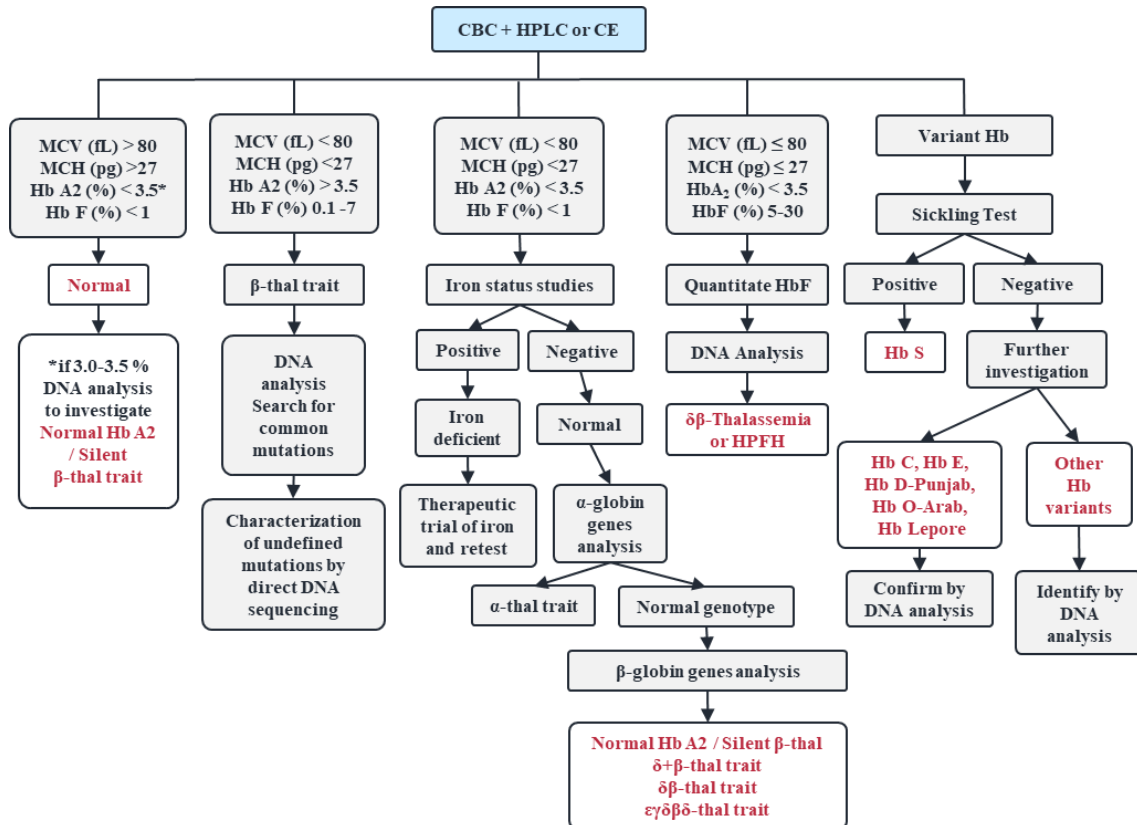 CBC + HPLC or CE
MCV (fL) > 80
MCH (pg) >27
Hb A2 (%) < 3.5*
Hb F (%) < 1
Normal
*if 3.0-3.5 %
DNA analysis
to investigate
Normal Hb A2
/ Silent
β-thal trait
MCV (fL) < 80
MCH (pg) <27
Hb A2 (%) > 3.5
Hb F (%) 0.1 -7
β-thal trait
DNA
analysis
Search for
common
mutations
Characterization
of undefined
mutations by
direct DNA
sequencing
MCV (fL) < 80
MCH (pg) <27
Hb A2 (%) < 3.5
Hb F (%) < 1
Iron status studies
Positive
Negative
Iron
deficient
Normal
Therapeutic
trial of iron
and retest
α-globin
genes
analysis
α-thal trait
Normal genotype
β-globin genes analysis
Normal Hb A2 / Silent β-thal
δ+β-thal trait
δβ-thal trait
εγδβδ-thal trait
MCV (fL) ≤ 80
MCH (pg) ≤ 27
HbA₂ (%) < 3.5
HbF (%) 5-30
Quantitate HbF
DNA Analysis
δβ-Thalassemia
or HPFH
Variant Hb
Sickling Test
Positive
Negative
Hb S
Further
investigation
Hb C, Hb E,
Hb D-Punjab,
Hb O-Arab,
Hb Lepore
Other
Hb
variants
Confirm by
DNA analysis
Identify by
DNA
analysis